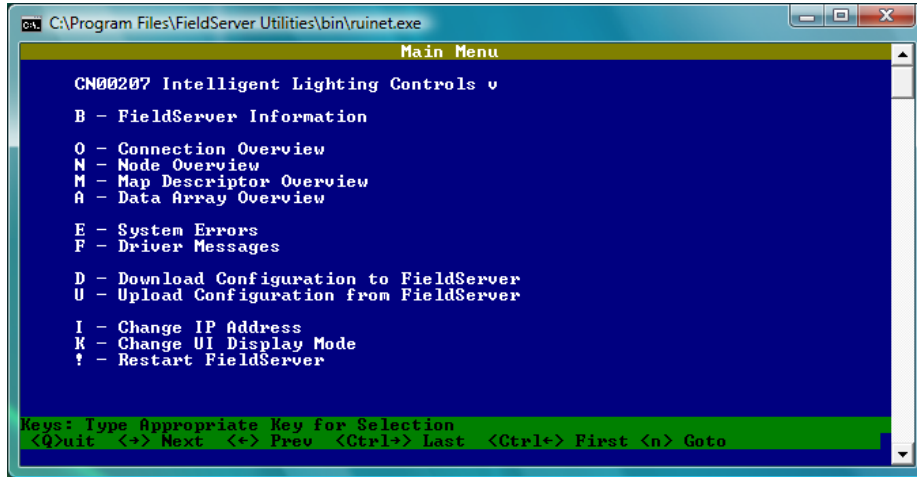 C:\Program Files\FieldServer Utilities\bin\ruinet.exe
Main Menu
CN00207 Intelligent Lighting Controls v
B - FieldServer Information
O - Connection Overview
N - Node Overview
M - Map Descriptor Overview
A - Data Array Overview
E - System Errors
F - Driver Messages
D - Download Configuration to FieldServer
U - Upload Configuration from FieldServer
I - Change IP Address
K - Change UI Display Mode
! - Restart FieldServer
Keys: Type Appropriate Key for Selection
<Q>uit <→> Next <←> Prev <Ctrl→> Last <Ctrl←> First <n> Goto